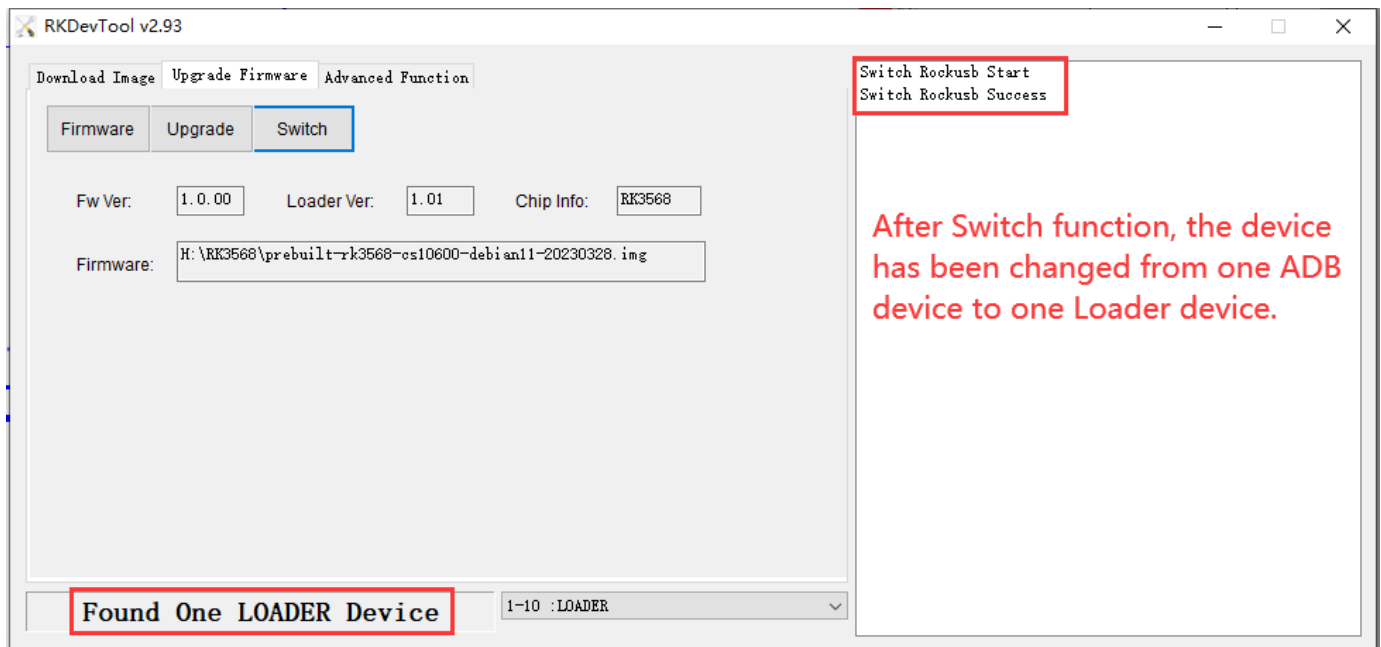 RKDevTool v2.93
Download Image Upgrade Firmware Advanced Function
Firmware Upgrade Switch
Fw Ver: 1.0.00 Loader Ver: 1.01 Chip Info: RK3568
Firmware: H:\RK3568\prebuilt-rk3568-cs10600-debian11-20230328.img
Found One LOADER Device 1-10 :LOADER
Switch Rockusb Start
Switch Rockusb Success
After Switch function, the device
has been changed from one ADB
device to one Loader device.